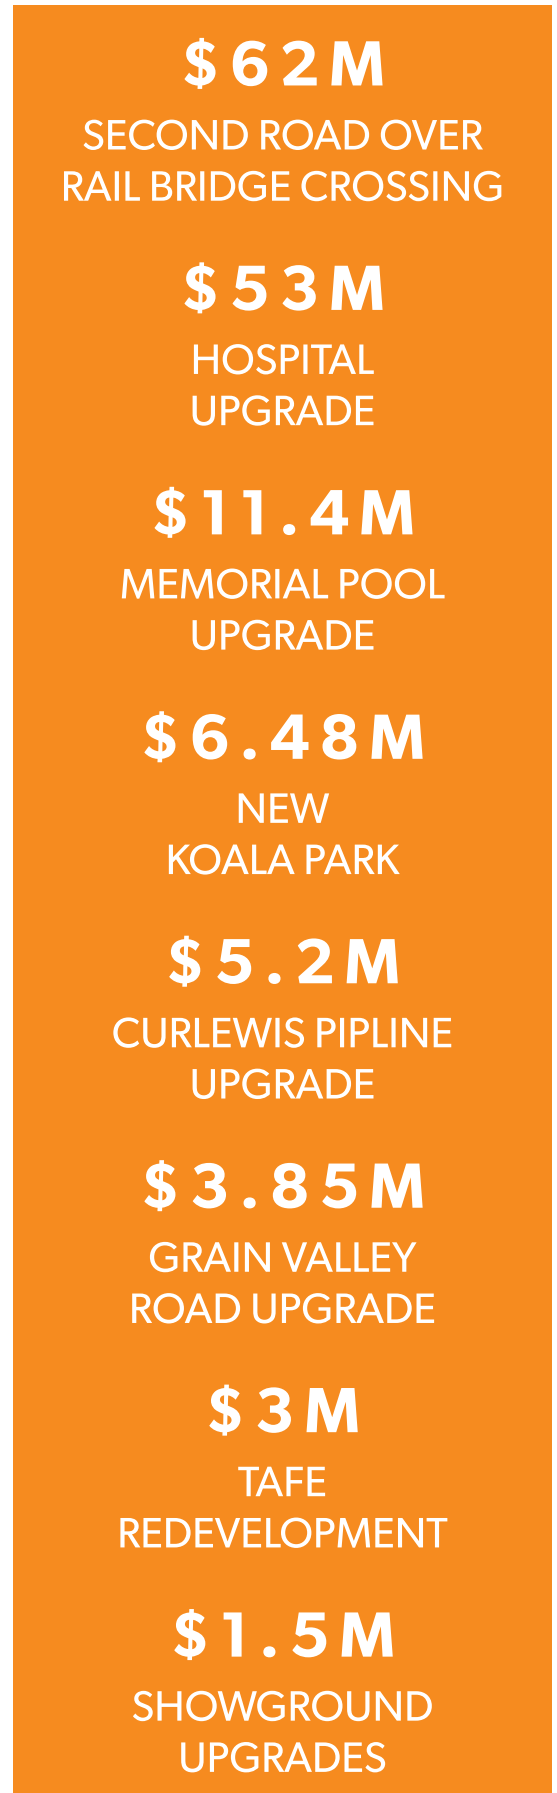 $62M
SECOND ROAD OVER
RAIL BRIDGE CROSSING
$53M
HOSPITAL
UPGRADE
$11.4M
MEMORIAL POOL
UPGRADE
$6.48M
NEW
KOALA PARK
$5.2M
CURLEWIS PIPLINE
UPGRADE
$3.85M
GRAIN VALLEY
ROAD UPGRADE
$3M
TAFE
REDEVELOPMENT
$1.5M
SHOWGROUND
UPGRADES